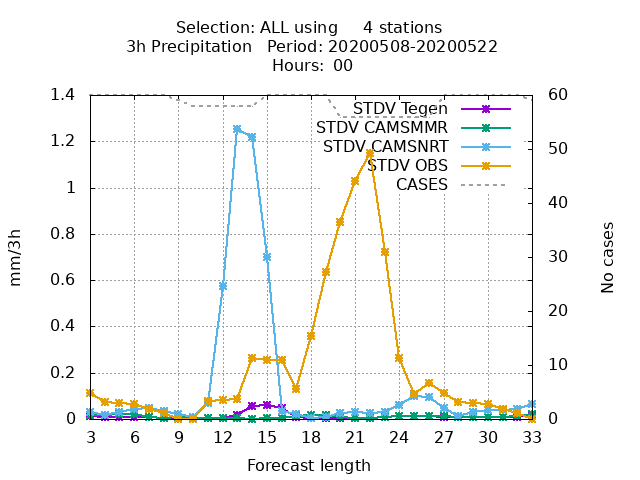 Selection: ALL using 4 stations
3h Precipitation Period: 20200508-20200522
Hours: 00
1.4 60
STDV Tegen
STDV CAMSMMR
1.2 50
STDV CAMSNRT
STDV OBS
1 CASES
40
0.8
mm/3h 30 No cases
0.6
20
0.4
0.2 10
0 0
3 6 9 12 15 18 21 24 27 30 33
Forecast length